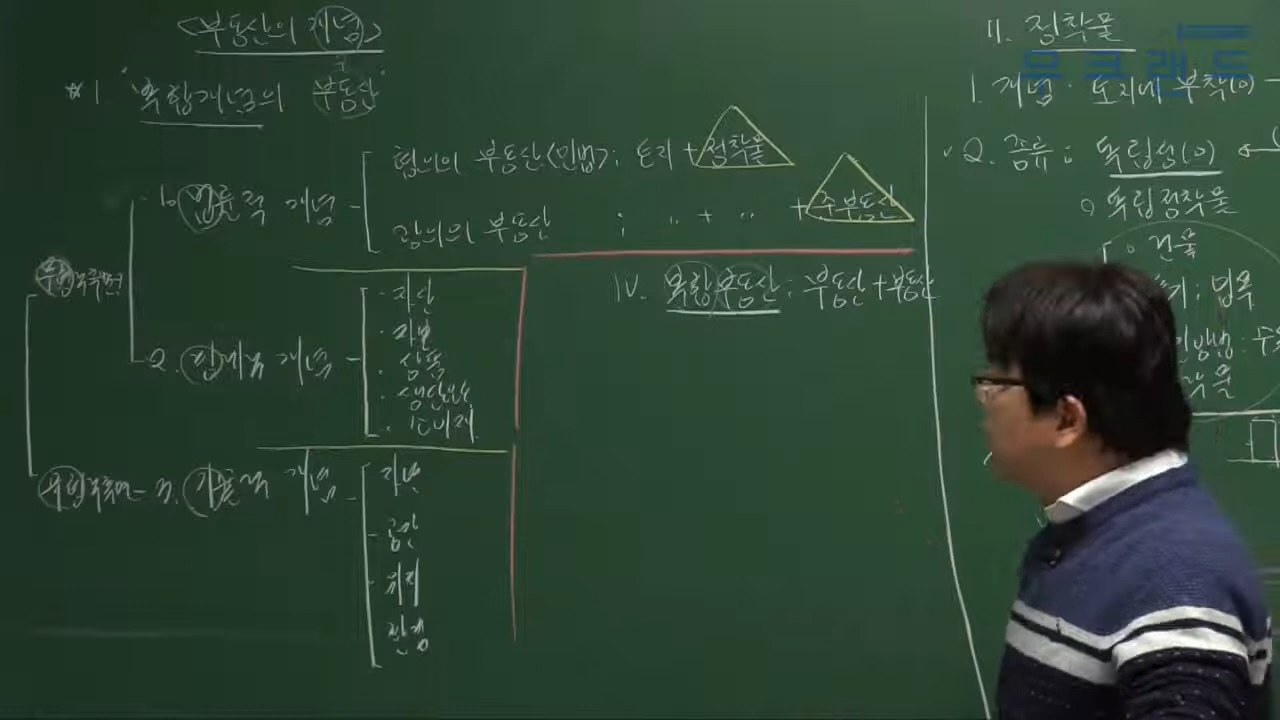 <부동산의 개념>
*1. "복합개념의 부동산"
1. 법률적 개념
협의의 부동산<민법>; 토지 + 정착물
광의의 부동산 ; 〃 + 〃 + 준부동산
무형적측면
2. 경제적 개념
· 자산
· 자본
· 상품
· 생산요소
· 소비재
유형적측면 - 3. 기술적 개념
자연
공간
위치
환경
IV. 복합부동산 ; 부동산 + 부동산
II. 정착물
무크랜드
1. 개념 · 토지에 부착(O)
2. 종류 ; 독립성(O)
독립정착물
건물